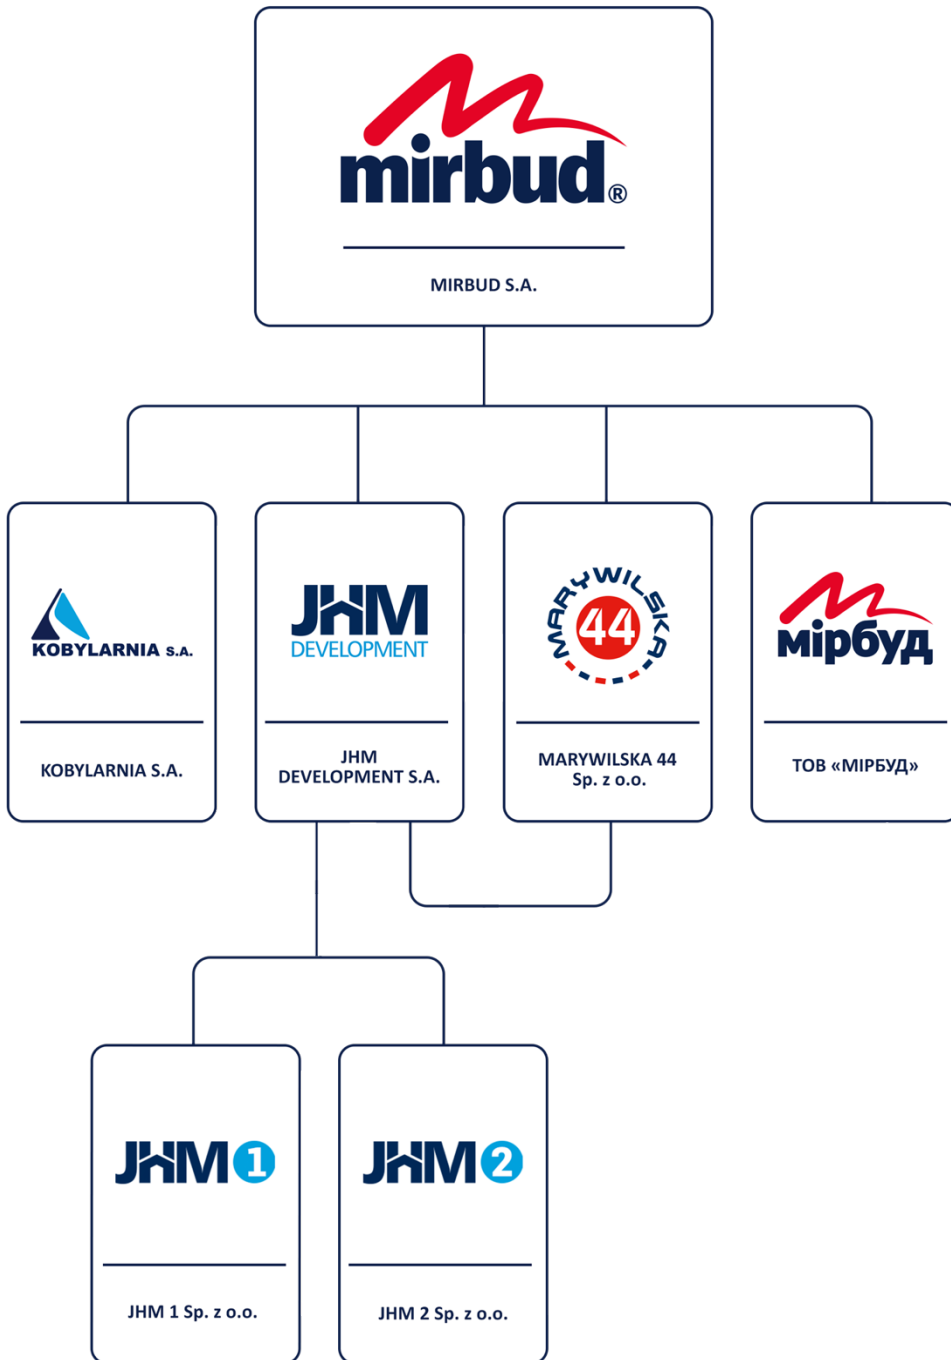 mirbud®
MIRBUD S.A.
KOBYLARNIA S.A.
KOBYLARNIA S.A.
JHM
DEVELOPMENT
JHM
DEVELOPMENT S.A.
MARYWILSKA
44
MARYWILSKA 44
Sp. z o.o.
мірбуд
ТОВ «МІРБУД»
JHM 1
JHM 1 Sp. z o.o.
JHM 2
JHM 2 Sp. z o.o.